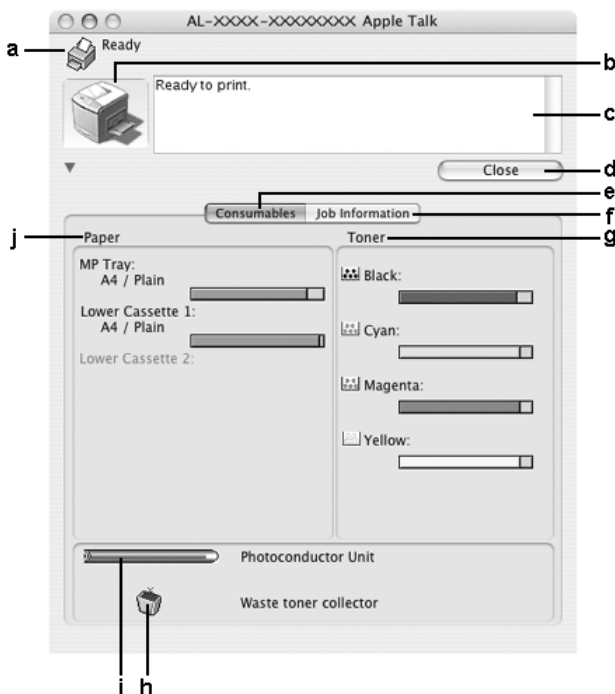 AL-XXXX-XXXXXXXX Apple Talk
a
Ready
b
Ready to print.
c
Close
d
e
Consumables
Job Information
f
j
Paper
Toner
g
MP Tray:
A4 / Plain
Lower Cassette 1:
A4 / Plain
Lower Cassette 2:
Black:
Cyan:
Magenta:
Yellow:
Photoconductor Unit
Waste toner collector
i
h